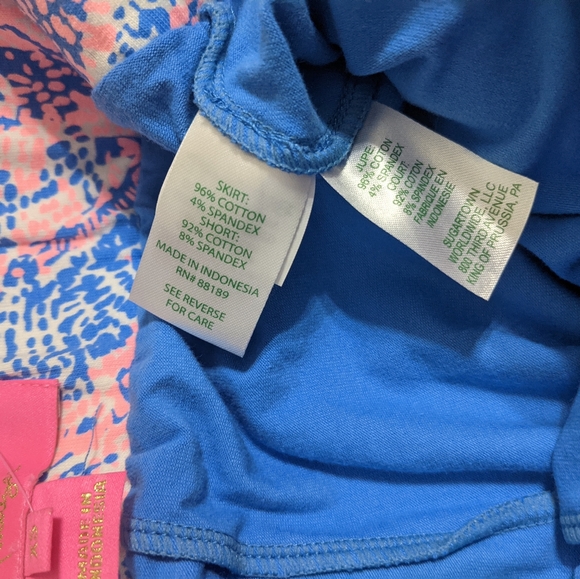 SKIRT:
96% COTTON
4% SPANDEX
SHORT:
92% COTTON
8% SPANDEX
MADE IN INDONESIA
RN# 88189
SEE REVERSE
FOR CARE
JUPE:
96% COTON
4% SPANDEX
COURT:
92% COTON
8% SPANDEX
FABRIQUE EN
INDONESIE
SUGARTOWN
WORLDWIDE, LLC
800 THIRD AVENUE
KING OF PRUSSIA, PA
MADE IN